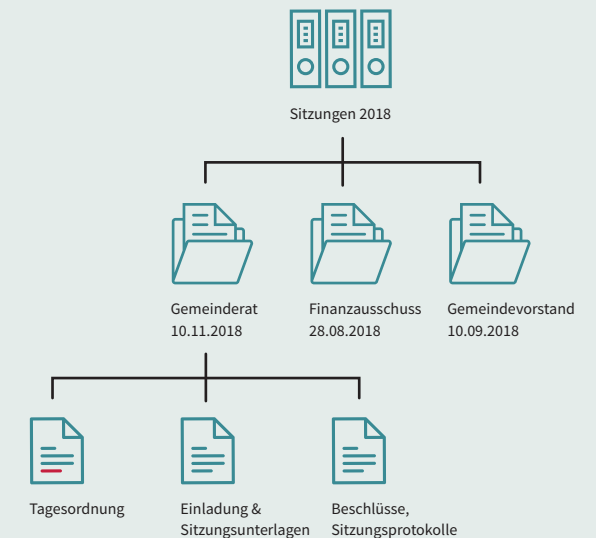 Sitzungen 2018
Gemeinderat
10.11.2018
Finanzausschuss
28.08.2018
Gemeindevorstand
10.09.2018
Tagesordnung
Einladung &
Sitzungsunterlagen
Beschlüsse,
Sitzungsprotokolle